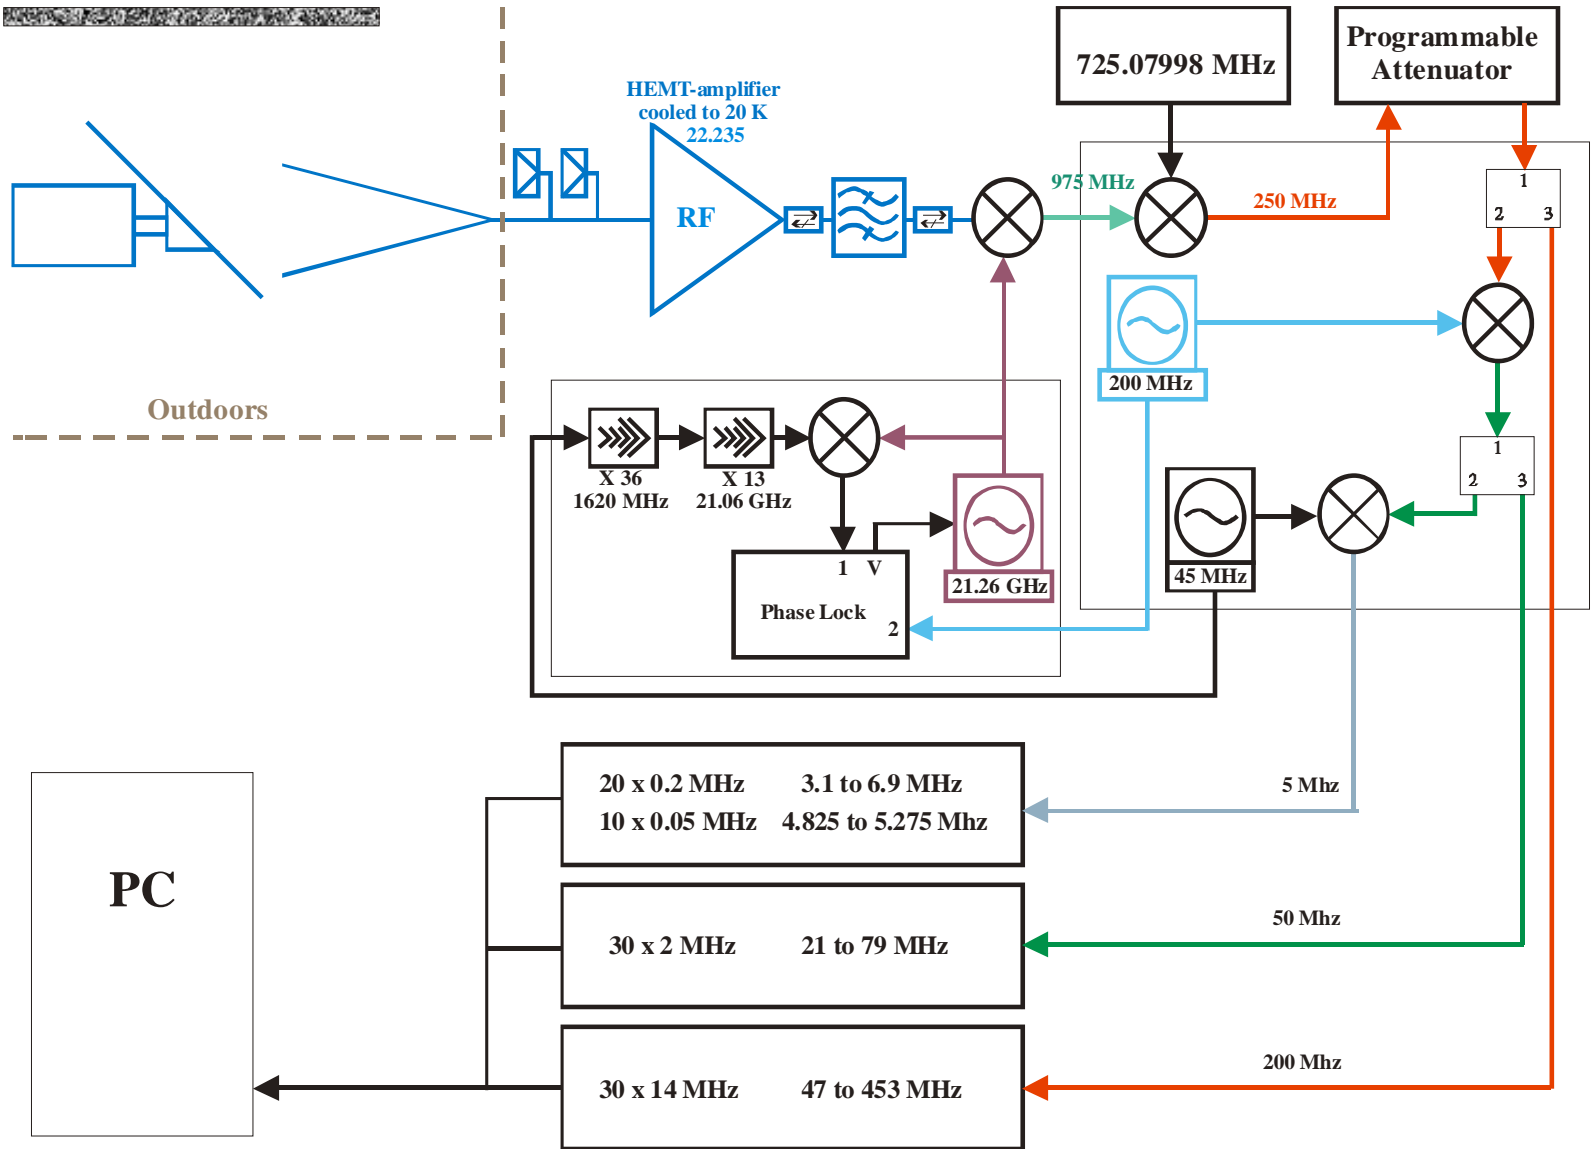 725.07998 MHz
Programmable
Attenuator
HEMT-amplifier
cooled to 20 K
22.235
RF
975 MHz
250 MHz
1
2 3
200 MHz
Outdoors
X 36
1620 MHz
X 13
21.06 GHz
1 V
Phase Lock
2
21.26 GHz
45 MHz
1
2 3
PC
20 x 0.2 MHz 3.1 to 6.9 MHz
10 x 0.05 MHz 4.825 to 5.275 Mhz
5 Mhz
30 x 2 MHz 21 to 79 MHz
50 Mhz
30 x 14 MHz 47 to 453 MHz
200 Mhz